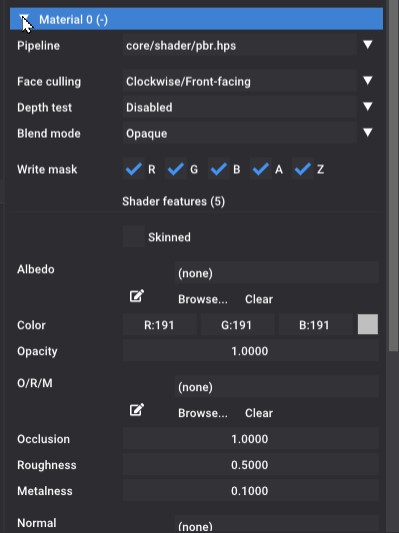 Material 0 (-)
Pipeline core/shader/pbr.hps
Face culling Clockwise/Front-facing
Depth test Disabled
Blend mode Opaque
Write mask R G B A Z
Shader features (5)
Skinned
Albedo (none)
Browse... Clear
Color R:191 G:191 B:191
Opacity 1.0000
O/R/M (none)
Browse... Clear
Occlusion 1.0000
Roughness 0.5000
Metalness 0.1000
Normal (none)